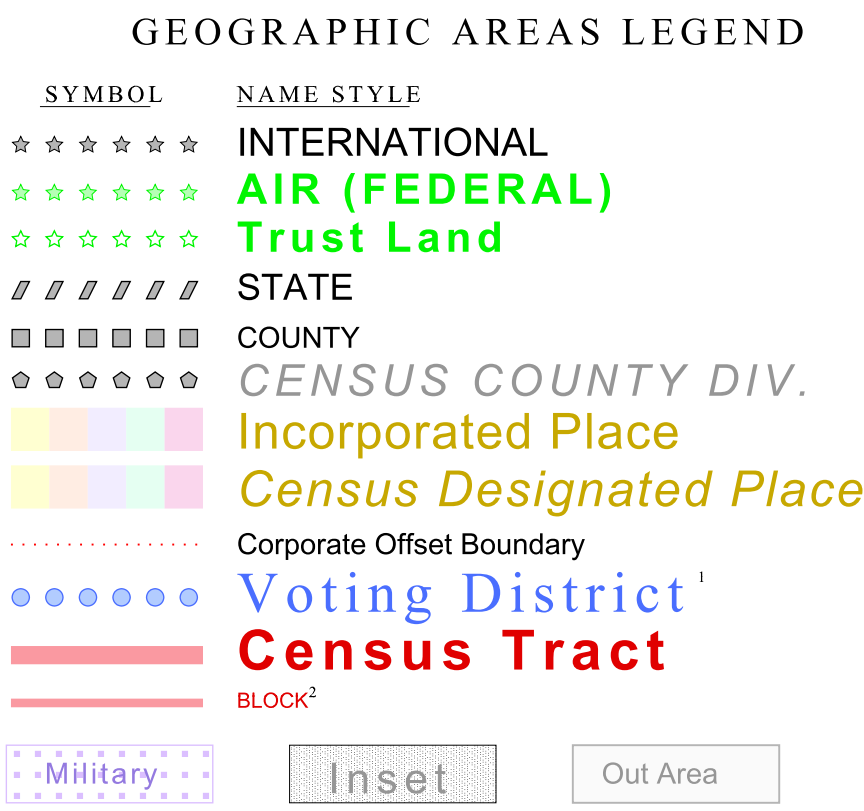 GEOGRAPHIC AREAS LEGEND
SYMBOL NAME STYLE
INTERNATIONAL
AIR (FEDERAL)
Trust Land
STATE
COUNTY
CENSUS COUNTY DIV.
Incorporated Place
Census Designated Place
Corporate Offset Boundary
Voting District 1
Census Tract
BLOCK2
Military Inset Out Area